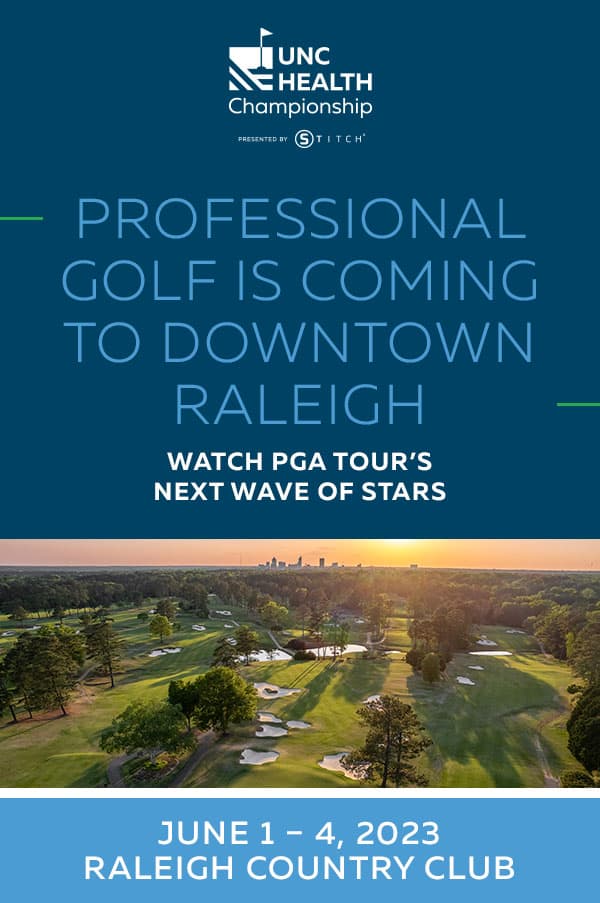 UNC
HEALTH
Championship
PRESENTED BY STITCH®
PROFESSIONAL
GOLF IS COMING
TO DOWNTOWN
RALEIGH
WATCH PGA TOUR'S
NEXT WAVE OF STARS
JUNE 1 – 4, 2023
RALEIGH COUNTRY CLUB